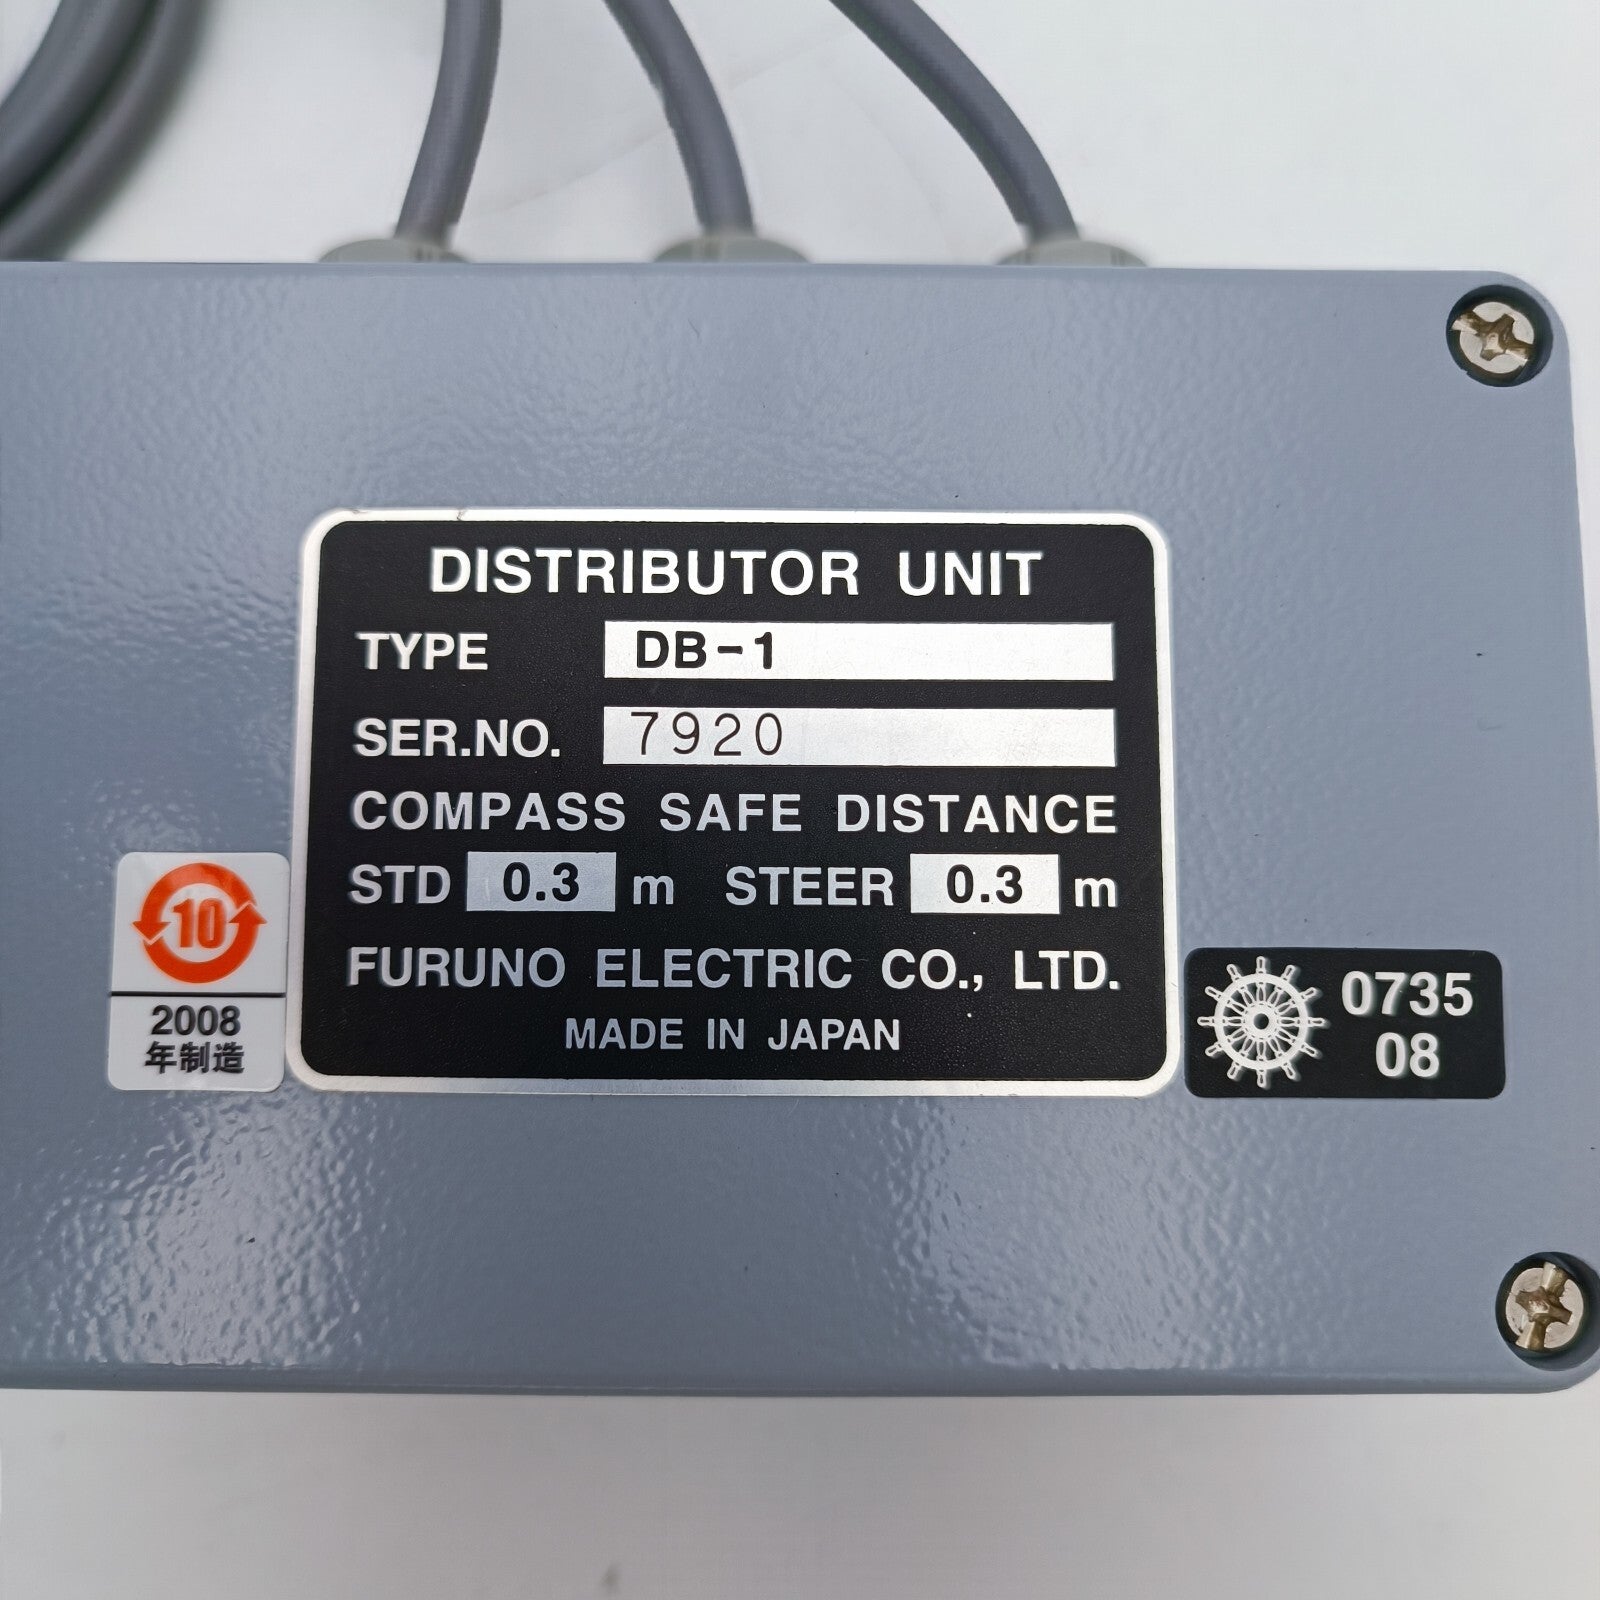 DISTRIBUTOR UNIT
TYPE DB-1
SER.NO. 7920
COMPASS SAFE DISTANCE
STD 0.3 m STEER 0.3 m
FURUNO ELECTRIC CO., LTD.
MADE IN JAPAN
10
2008
年制造
0735
08